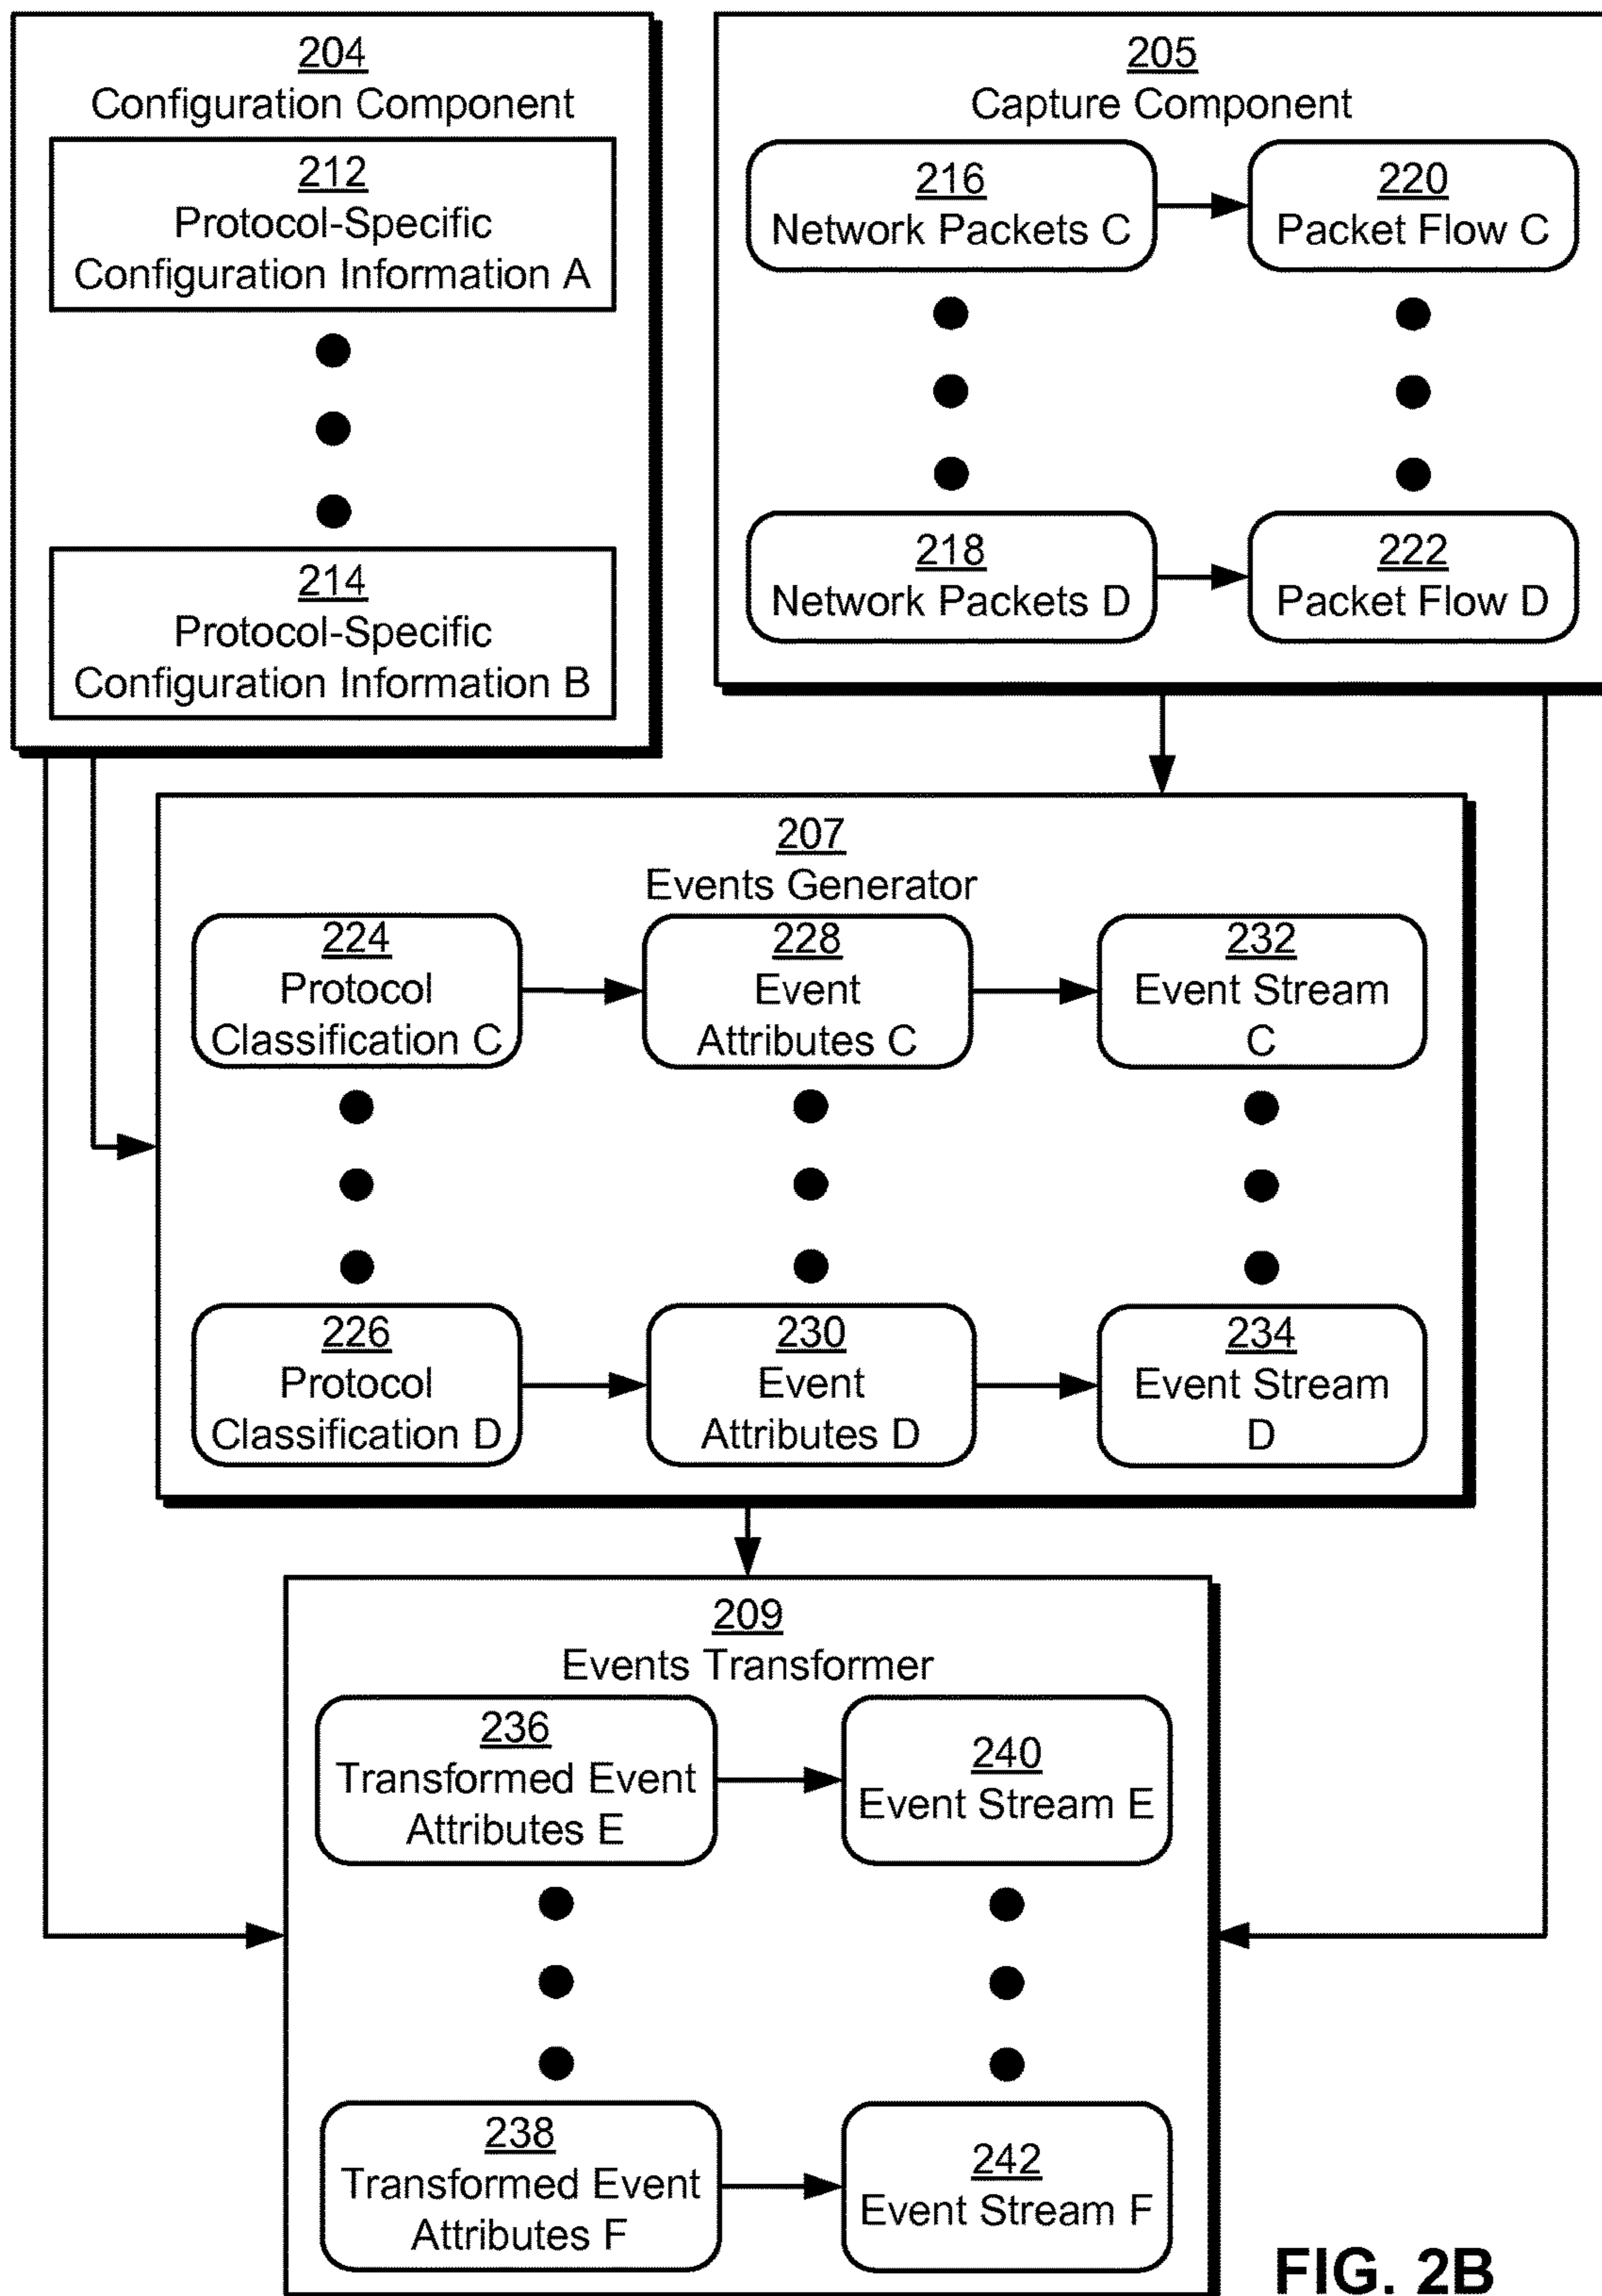 204
Configuration Component
212
Protocol-Specific
Configuration Information A
214
Protocol-Specific
Configuration Information B
205
Capture Component
216
Network Packets C
220
Packet Flow C
218
Network Packets D
222
Packet Flow D
207
Events Generator
224
Protocol
Classification C
228
Event
Attributes C
232
Event Stream
C
226
Protocol
Classification D
230
Event
Attributes D
234
Event Stream
D
209
Events Transformer
236
Transformed Event
Attributes E
240
Event Stream E
238
Transformed Event
Attributes F
242
Event Stream F
FIG. 2B